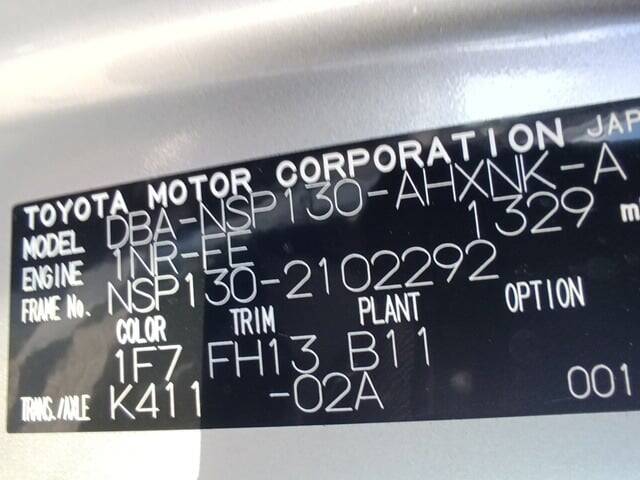 TOYOTA MOTOR CORPORATION JAP
MODEL DBA-NSP130-AHXNK-A
ENGINE 1NR-FE 1329 m
FRAME No. NSP130-2102292
COLOR TRIM PLANT OPTION
1F7 FH13 B11
TRANS./AXLE K411 -02A 001